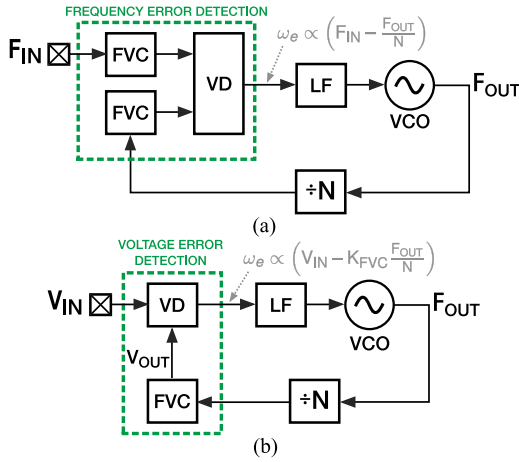 FREQUENCY ERROR DETECTION
F_IN
FVC
FVC
VD
ω_e ∝ (F_IN − F_OUT/N)
LF
VCO
F_OUT
÷N
(a)
VOLTAGE ERROR
DETECTION
V_IN
VD
ω_e ∝ (V_IN − K_FVC F_OUT/N)
LF
VCO
F_OUT
V_OUT
FVC
÷N
(b)